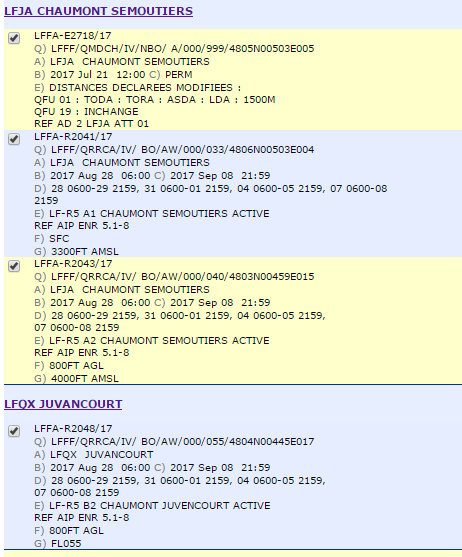 LFJA CHAUMONT SEMOUTIERS
LFFA-E2718/17
Q) LFFF/QMDCH/IV/NBO/ A/000/999/4805N00503E005
A) LFJA  CHAUMONT SEMOUTIERS
B) 2017 Jul 21  12:00 C) PERM
E) DISTANCES DECLAREES MODIFIEES :
QFU 01 : TODA : TORA : ASDA : LDA : 1500M
QFU 19 : INCHANGE
REF AD 2 LFJA ATT 01
LFFA-R2041/17
Q) LFFF/QRRCA/IV/ BO/AW/000/033/4806N00503E004
A) LFJA  CHAUMONT SEMOUTIERS
B) 2017 Aug 28  06:00 C) 2017 Sep 08  21:59
D) 28 0600-29 2159, 31 0600-01 2159, 04 0600-05 2159, 07 0600-08
2159
E) LF-R5 A1 CHAUMONT SEMOUTIERS ACTIVE
REF AIP ENR 5.1-8
F) SFC
G) 3300FT AMSL
LFFA-R2043/17
Q) LFFF/QRRCA/IV/ BO/AW/000/040/4803N00459E015
A) LFJA  CHAUMONT SEMOUTIERS
B) 2017 Aug 28  06:00 C) 2017 Sep 08  21:59
D) 28 0600-29 2159, 31 0600-01 2159, 04 0600-05 2159,
07 0600-08 2159
E) LF-R5 A2 CHAUMONT SEMOUTIERS ACTIVE
REF AIP ENR 5.1-8
F) 800FT AGL
G) 4000FT AMSL
LFQX JUVANCOURT
LFFA-R2048/17
Q) LFFF/QRRCA/IV/ BO/AW/000/055/4804N00445E017
A) LFQX  JUVANCOURT
B) 2017 Aug 28  06:00 C) 2017 Sep 08  21:59
D) 28 0600-29 2159, 31 0600-01 2159, 04 0600-05 2159,
07 0600-08 2159
E) LF-R5 B2 CHAUMONT JUVENCOURT ACTIVE
REF AIP ENR 5.1-8
F) 800FT AGL
G) FL055